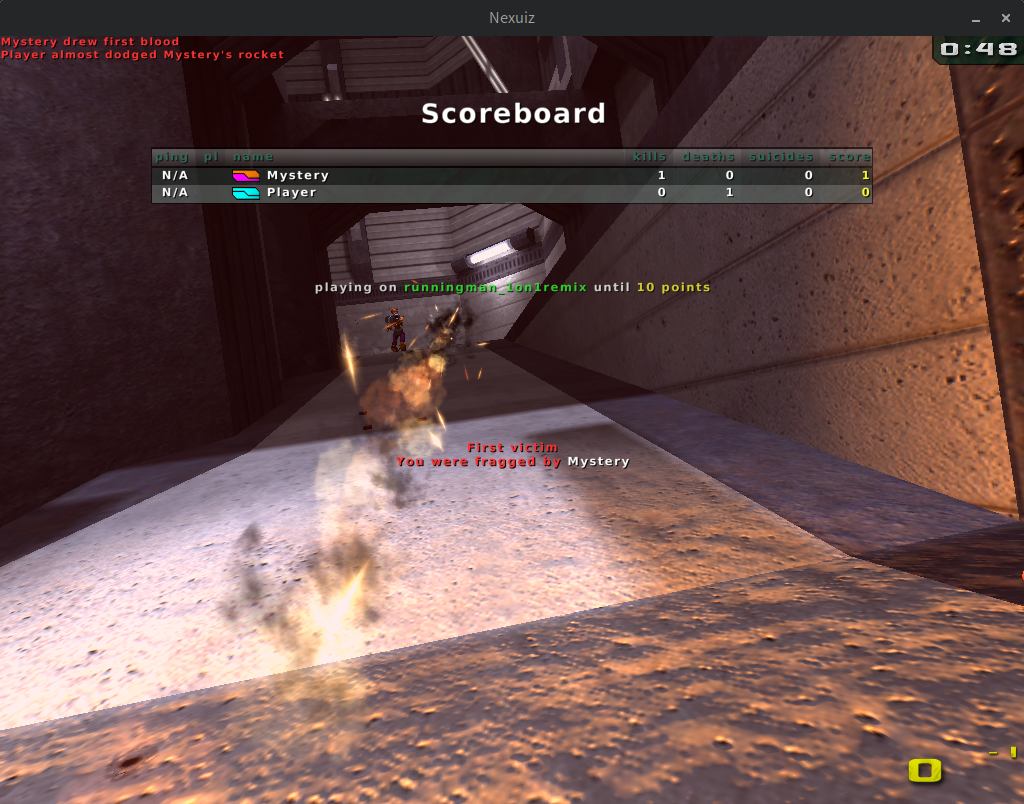 Nexuiz
Mystery drew first blood
Player almost dodged Mystery's rocket
0:48
Scoreboard
ping pl name kills deaths suicides score
N/A Mystery 1 0 0 1
N/A Player 0 1 0 0
playing on runningman_1on1remix until 10 points
First victim
You were fragged by Mystery
-1
0